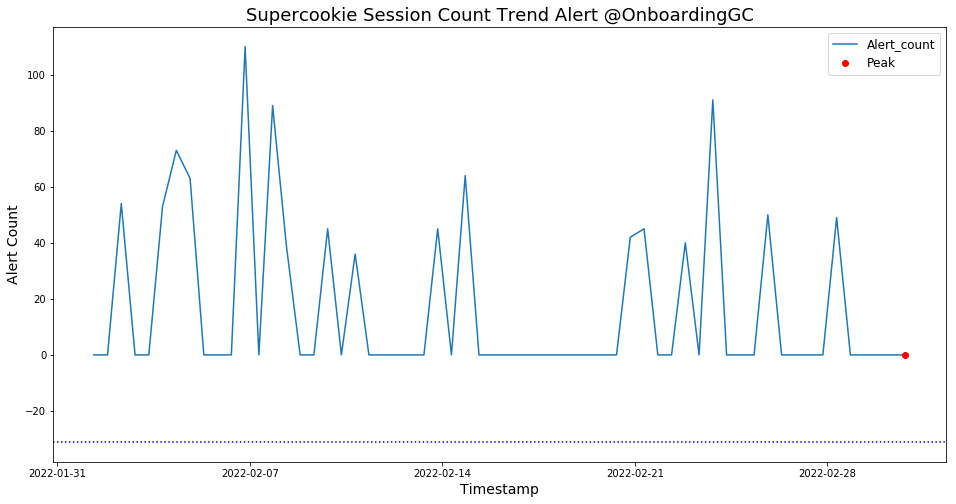 Supercookie Session Count Trend Alert @OnboardingGC
Alert_count
Peak
Alert Count
100
80
60
40
20
0
−20
2022-01-31
2022-02-07
2022-02-14
2022-02-21
2022-02-28
Timestamp